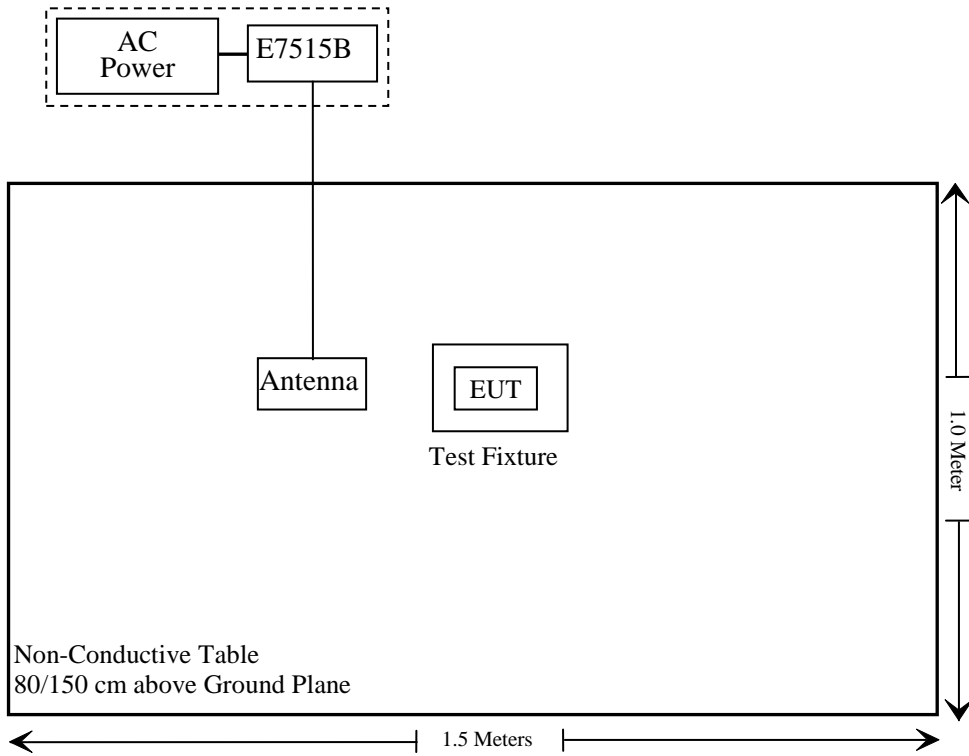 AC
Power
E7515B
Antenna
EUT
Test Fixture
1.0 Meter
Non-Conductive Table
80/150 cm above Ground Plane
1.5 Meters